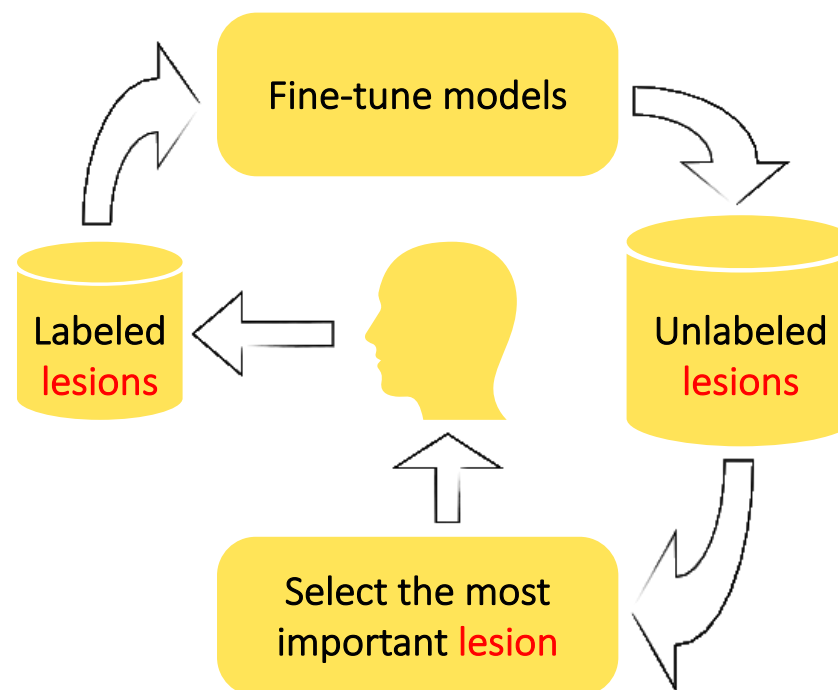 Fine-tune models
Labeled
lesions
Unlabeled
lesions
Select the most
important lesion